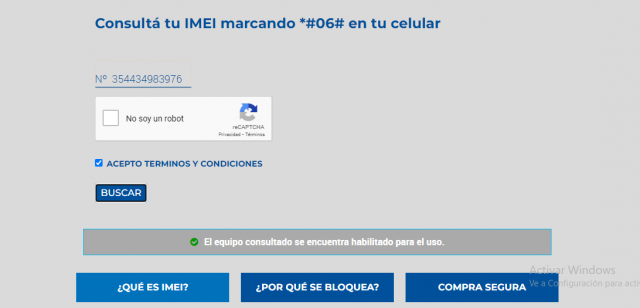 Consultá tu IMEI marcando *#06# en tu celular
Nº 354434983976
No soy un robot
reCAPTCHA
Privacidad - Términos
ACEPTO TERMINOS Y CONDICIONES
BUSCAR
El equipo consultado se encuentra habilitado para el uso.
Activar Windows
Ve a Configuración para acti
¿QUÉ ES IMEI?
¿POR QUÉ SE BLOQUEA?
COMPRA SEGURA